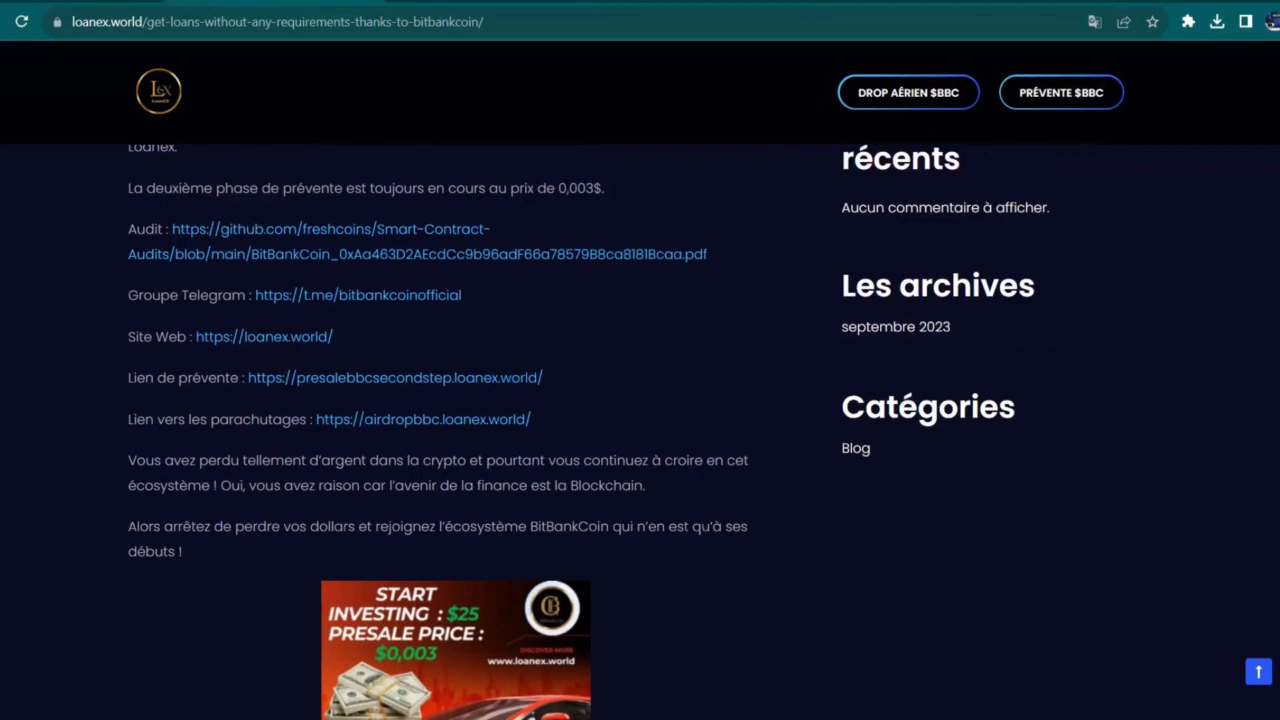 loanex.world/get-loans-without-any-requirements-thanks-to-bitbankcoin/
Lex
LoaneX
DROP AÉRIEN $BBC
PRÉVENTE $BBC
Loanex.
La deuxième phase de prévente est toujours en cours au prix de 0,003$.
Audit : https://github.com/freshcoins/Smart-Contract-
Audits/blob/main/BitBankCoin_0xAa463D2AEcdCc9b96adF66a78579B8ca8181Bcaa.pdf
Groupe Telegram : https://t.me/bitbankcoinofficial
Site Web : https://loanex.world/
Lien de prévente : https://presalebbcsecondstep.loanex.world/
Lien vers les parachutages : https://airdropbbc.loanex.world/
Vous avez perdu tellement d'argent dans la crypto et pourtant vous continuez à croire en cet
écosystème ! Oui, vous avez raison car l'avenir de la finance est la Blockchain.
Alors arrêtez de perdre vos dollars et rejoignez l'écosystème BitBankCoin qui n'en est qu'à ses
débuts !
START
INVESTING : $25
PRESALE PRICE :
$0,003
DISCOVER MORE
www.loanex.world
récents
Aucun commentaire à afficher.
Les archives
septembre 2023
Catégories
Blog